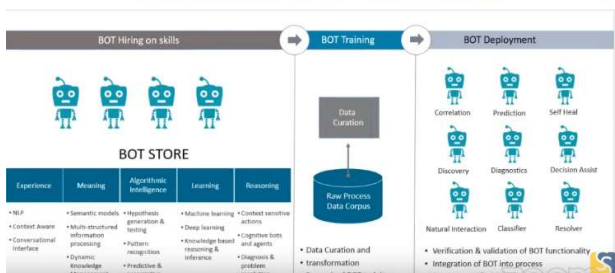 BOT Hiring on skills
BOT Training
BOT Deployment
BOT STORE
Experience
Meaning
Algorithmic
Intelligence
Learning
Reasoning
• NLP
• Context Aware
• Conversational
Interface
• Semantic models
• Multi-structured
information
processing
• Dynamic
Knowledge
• Hypothesis
generation &
testing
• Pattern
recognition
• Predictive &
• Machine learning
• Deep learning
• Knowledge based
reasoning &
inference
• Context sensitive
actions
• Cognitive bots
and agents
• Diagnosis &
problem
Data
Curation
Raw Process
Data Corpus
• Data Curation and
• transformation
Correlation
Prediction
Self Heal
Discovery
Diagnostics
Decision Assist
Natural Interaction
Classifier
Resolver
• Verification & validation of BOT functionality
• Integration of BOT into process